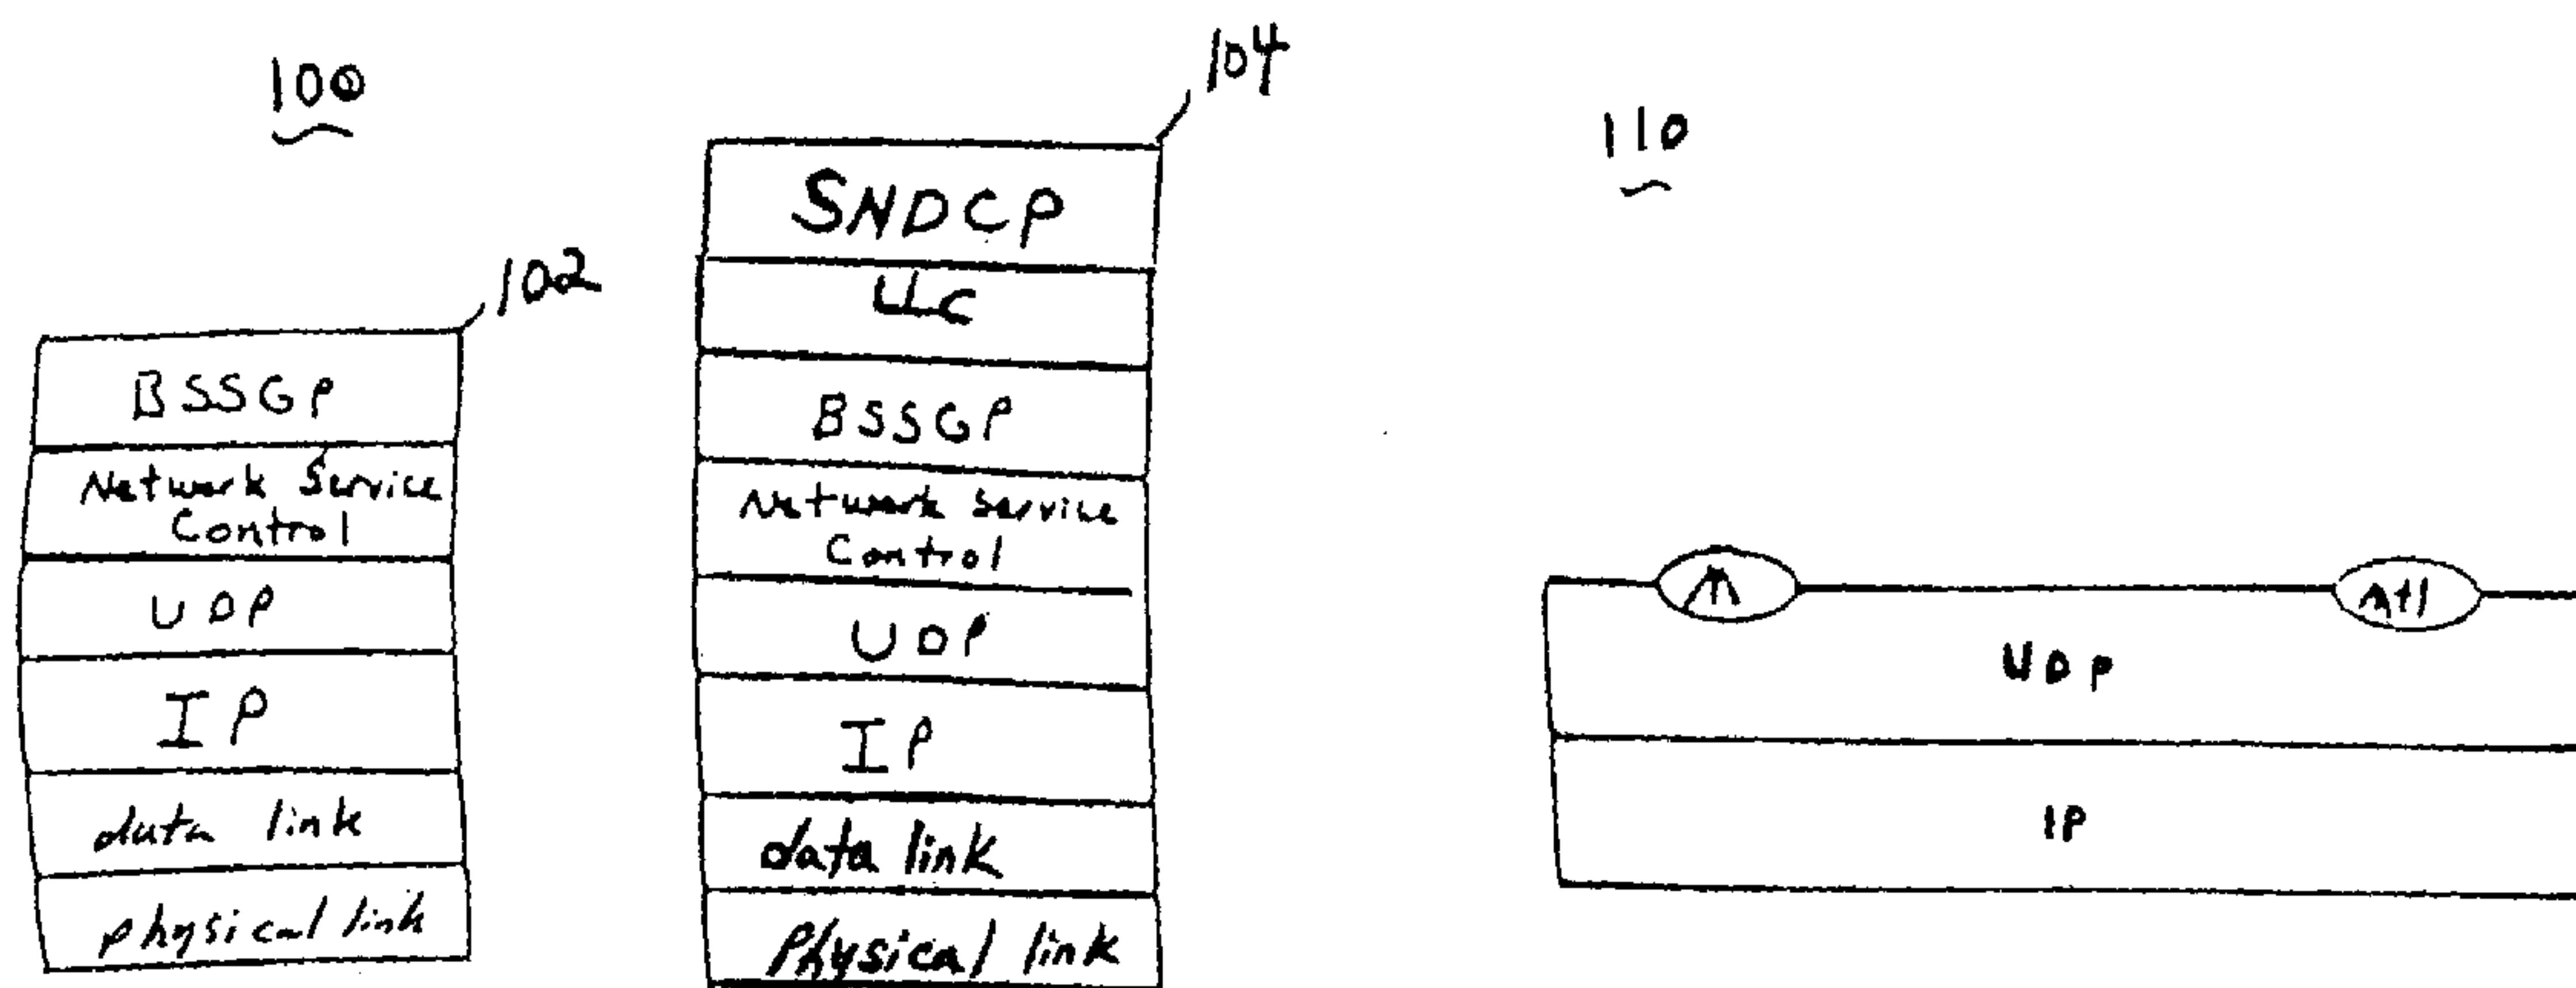 100
102
BSSGP
Network Service
Control
UDP
IP
data link
physical link
104
SNDCP
LLC
BSSGP
Network Service
Control
UDP
IP
data link
Physical link
110
n+1
UDP
IP